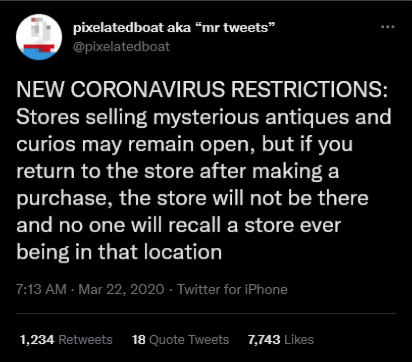 pixelatedboat aka “mr tweets”
@pixelatedboat
NEW CORONAVIRUS RESTRICTIONS:
Stores selling mysterious antiques and
curios may remain open, but if you
return to the store after making a
purchase, the store will not be there
and no one will recall a store ever
being in that location
7:13 AM · Mar 22, 2020 · Twitter for iPhone
1,234 Retweets 18 Quote Tweets 7,743 Likes